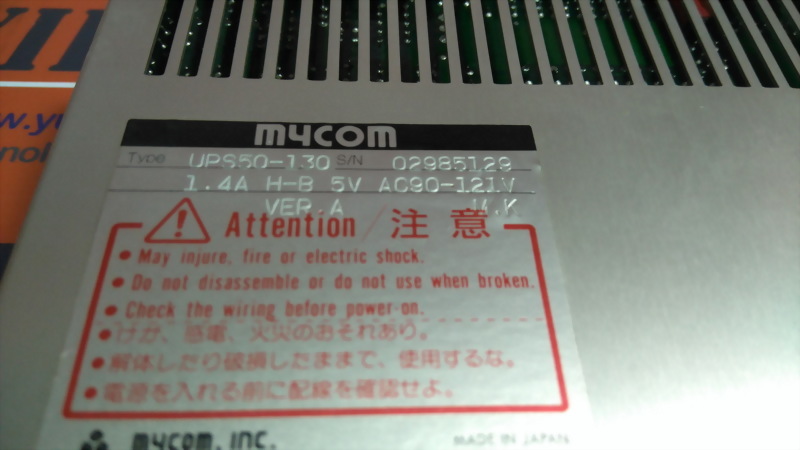 mycom
Type UPS50-130 S/N 02985129
1.4A H-B 5V AC90-121V
VER.A
Attention / 注意
• May injure, fire or electric shock.
• Do not disassemble or do not use when broken.
• Check the wiring before power-on.
• けが、感電、火災のおそれあり。
• 解体したり破損したままで、使用するな。
• 電源を入れる前に配線を確認せよ。
mycom, inc.
MADE IN JAPAN